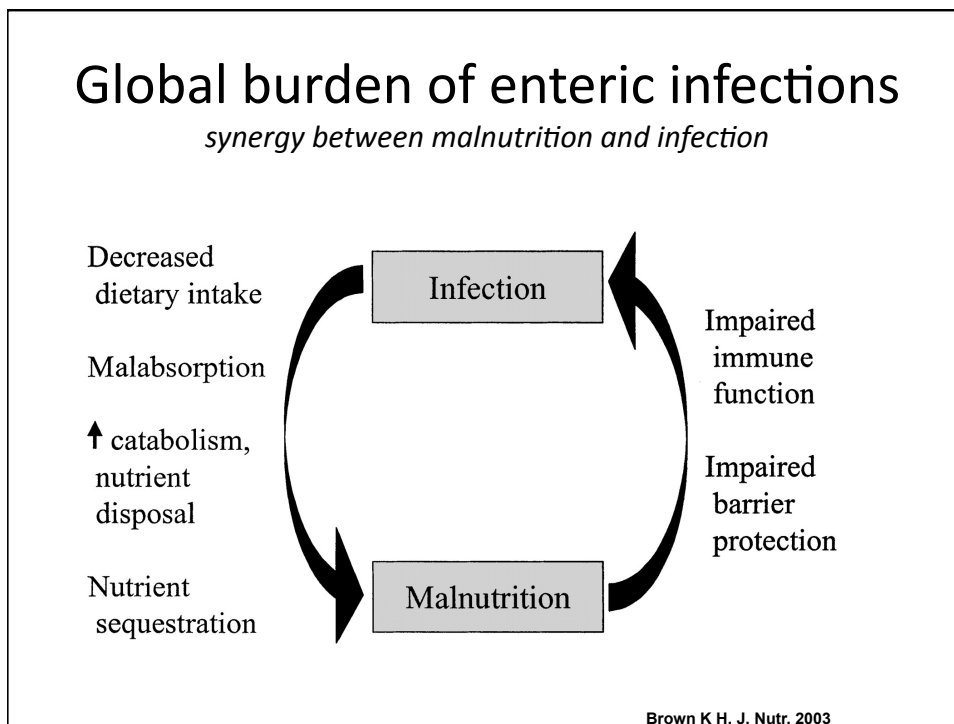 Global burden of enteric infections
synergy between malnutrition and infection
Decreased
dietary intake
Malabsorption
↑ catabolism,
nutrient
disposal
Nutrient
sequestration
Infection
Malnutrition
Impaired
immune
function
Impaired
barrier
protection
Brown K H. J. Nutr. 2003